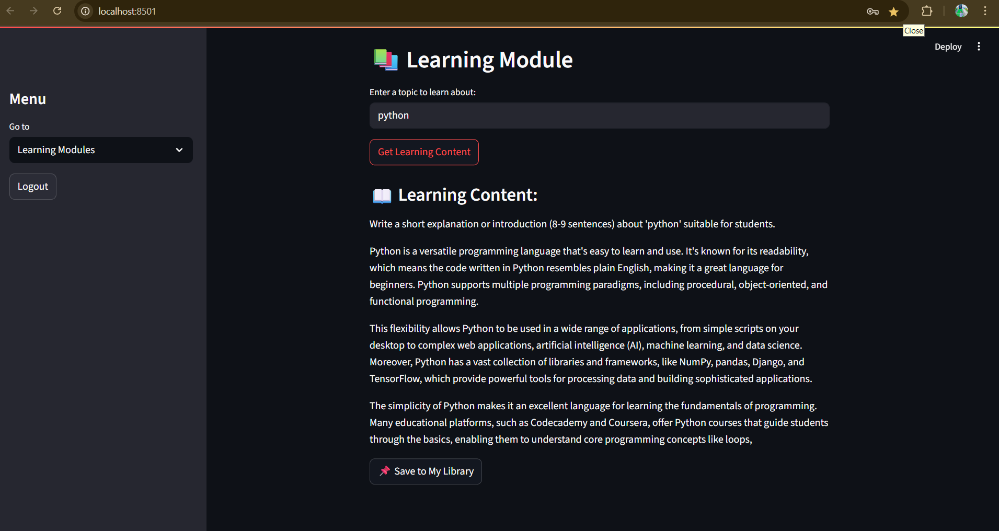 localhost:8501
Close
Deploy
Menu
Go to
Learning Modules
Logout
Learning Module
Enter a topic to learn about:
python
Get Learning Content
Learning Content:
Write a short explanation or introduction (8-9 sentences) about 'python' suitable for students.
Python is a versatile programming language that's easy to learn and use. It's known for its readability,
which means the code written in Python resembles plain English, making it a great language for
beginners. Python supports multiple programming paradigms, including procedural, object-oriented, and
functional programming.
This flexibility allows Python to be used in a wide range of applications, from simple scripts on your
desktop to complex web applications, artificial intelligence (AI), machine learning, and data science.
Moreover, Python has a vast collection of libraries and frameworks, like NumPy, pandas, Django, and
TensorFlow, which provide powerful tools for processing data and building sophisticated applications.
The simplicity of Python makes it an excellent language for learning the fundamentals of programming.
Many educational platforms, such as Codecademy and Coursera, offer Python courses that guide students
through the basics, enabling them to understand core programming concepts like loops,
Save to My Library